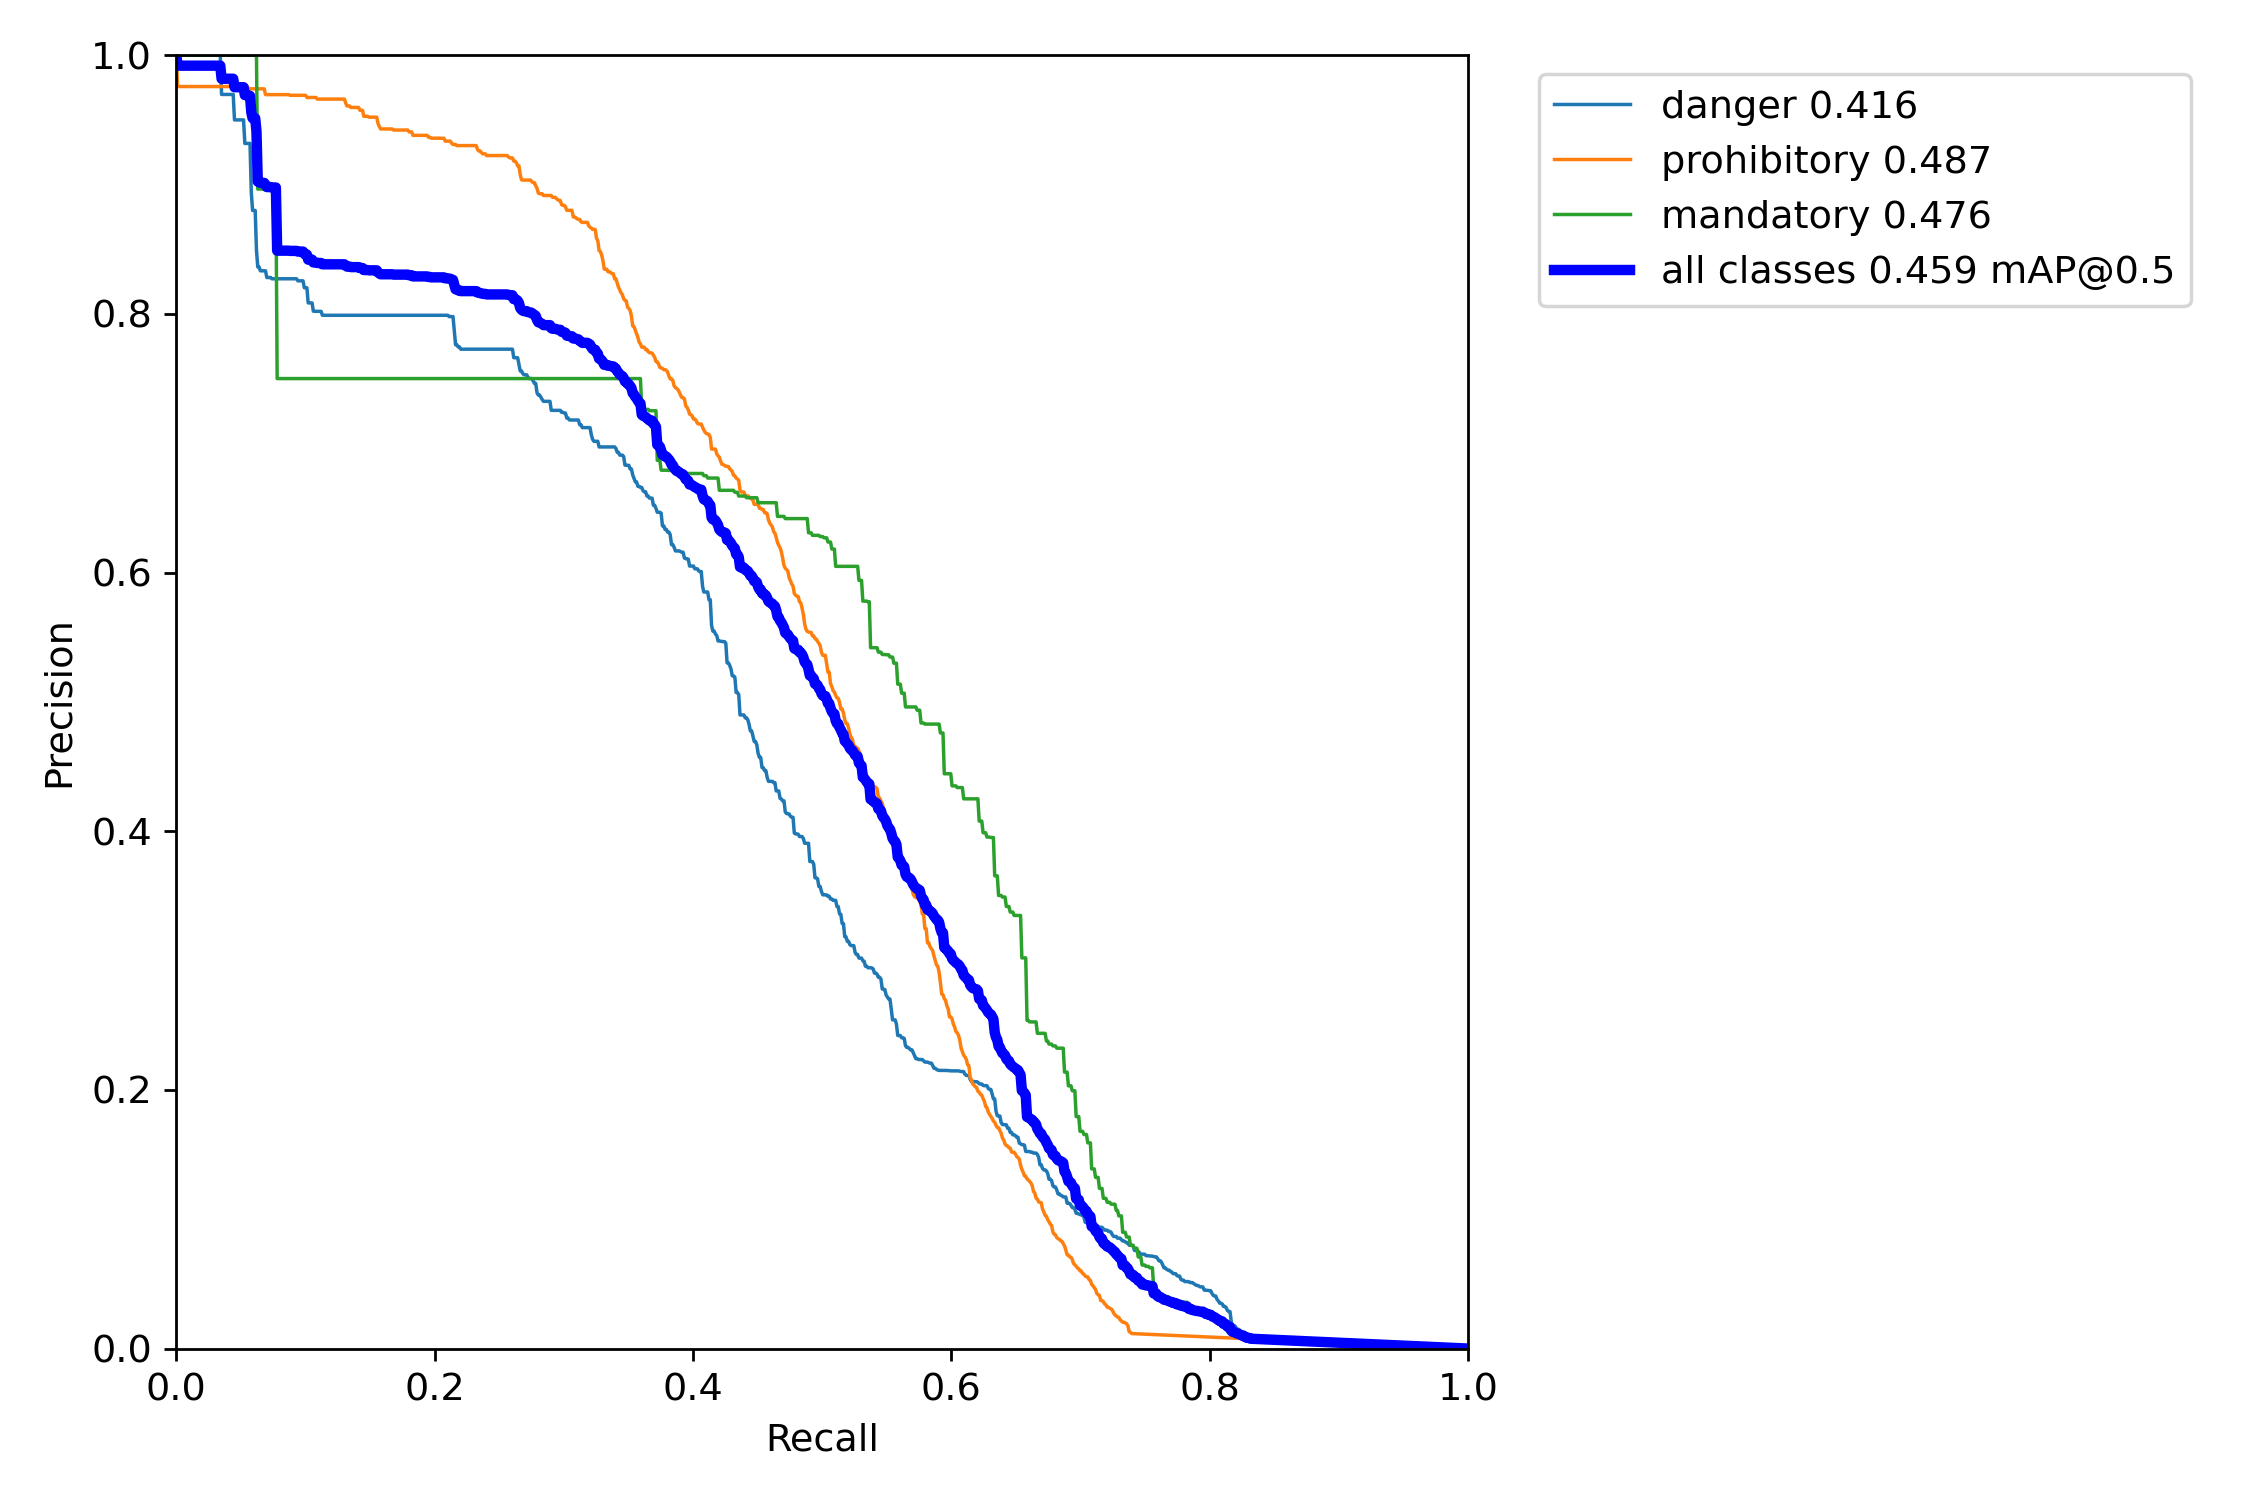 1.0
0.8
0.6
0.4
0.2
0.0
Precision
0.0 0.2 0.4 0.6 0.8 1.0
Recall
danger 0.416
prohibitory 0.487
mandatory 0.476
all classes 0.459 mAP@0.5